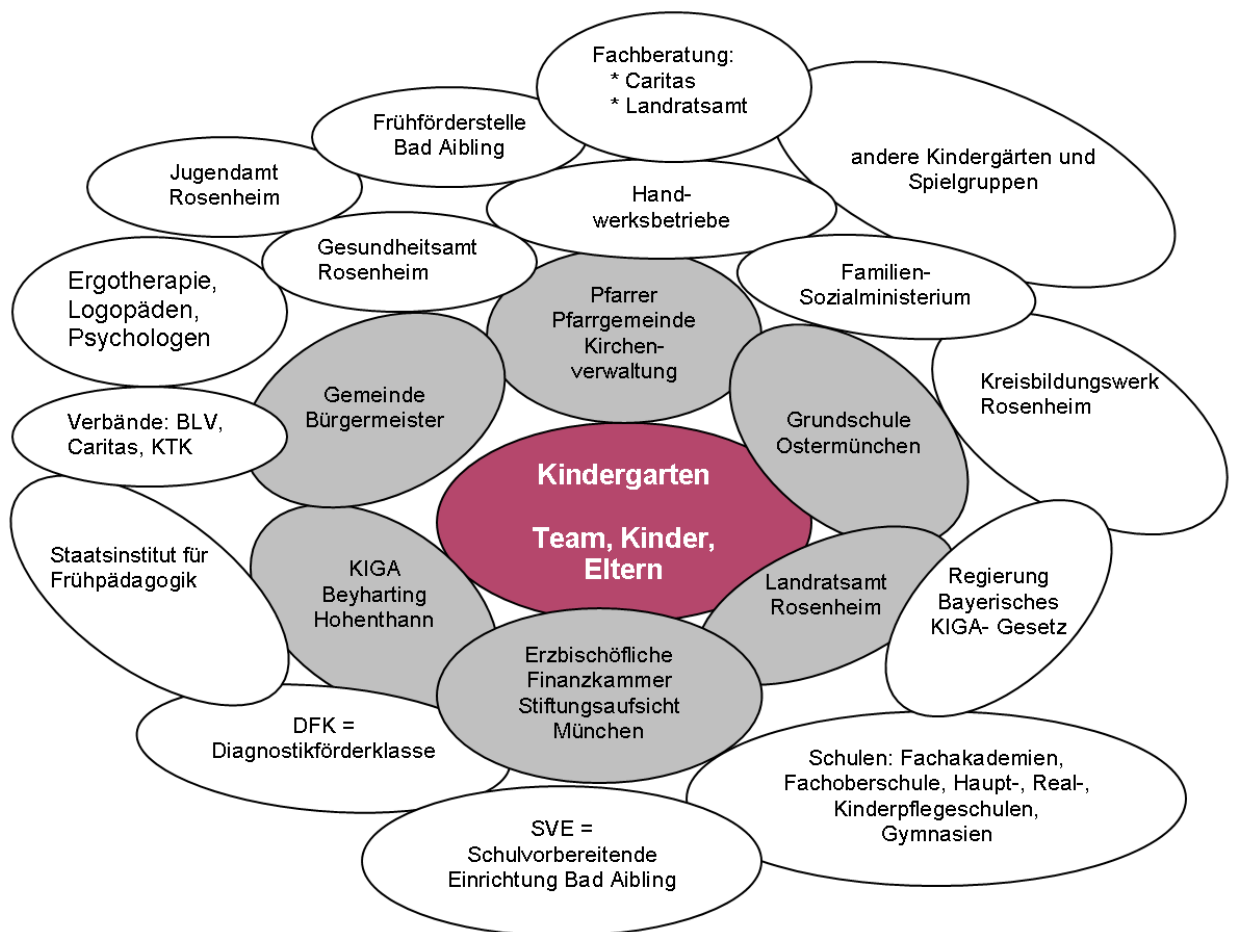 Fachberatung:
* Caritas
* Landratsamt
Frühförderstelle
Bad Aibling
andere Kindergärten und
Spielgruppen
Jugendamt
Rosenheim
Hand-
werksbetriebe
Gesundheitsamt
Rosenheim
Familien-
Sozialministerium
Ergotherapie,
Logopäden,
Psychologen
Pfarrer
Pfarrgemeinde
Kirchen-
verwaltung
Gemeinde
Bürgermeister
Kreisbildungswerk
Rosenheim
Verbände: BLV,
Caritas, KTK
Grundschule
Ostermünchen
Kindergarten
Team, Kinder,
Eltern
Staatsinstitut für
Frühpädagogik
KIGA
Beyharting
Hohenthann
Landratsamt
Rosenheim
Regierung
Bayerisches
KIGA- Gesetz
Erzbischöfliche
Finanzkammer
Stiftungsaufsicht
München
DFK =
Diagnostikförderklasse
Schulen: Fachakademien,
Fachoberschule, Haupt-, Real-,
Kinderpflegeschulen,
Gymnasien
SVE =
Schulvorbereitende
Einrichtung Bad Aibling